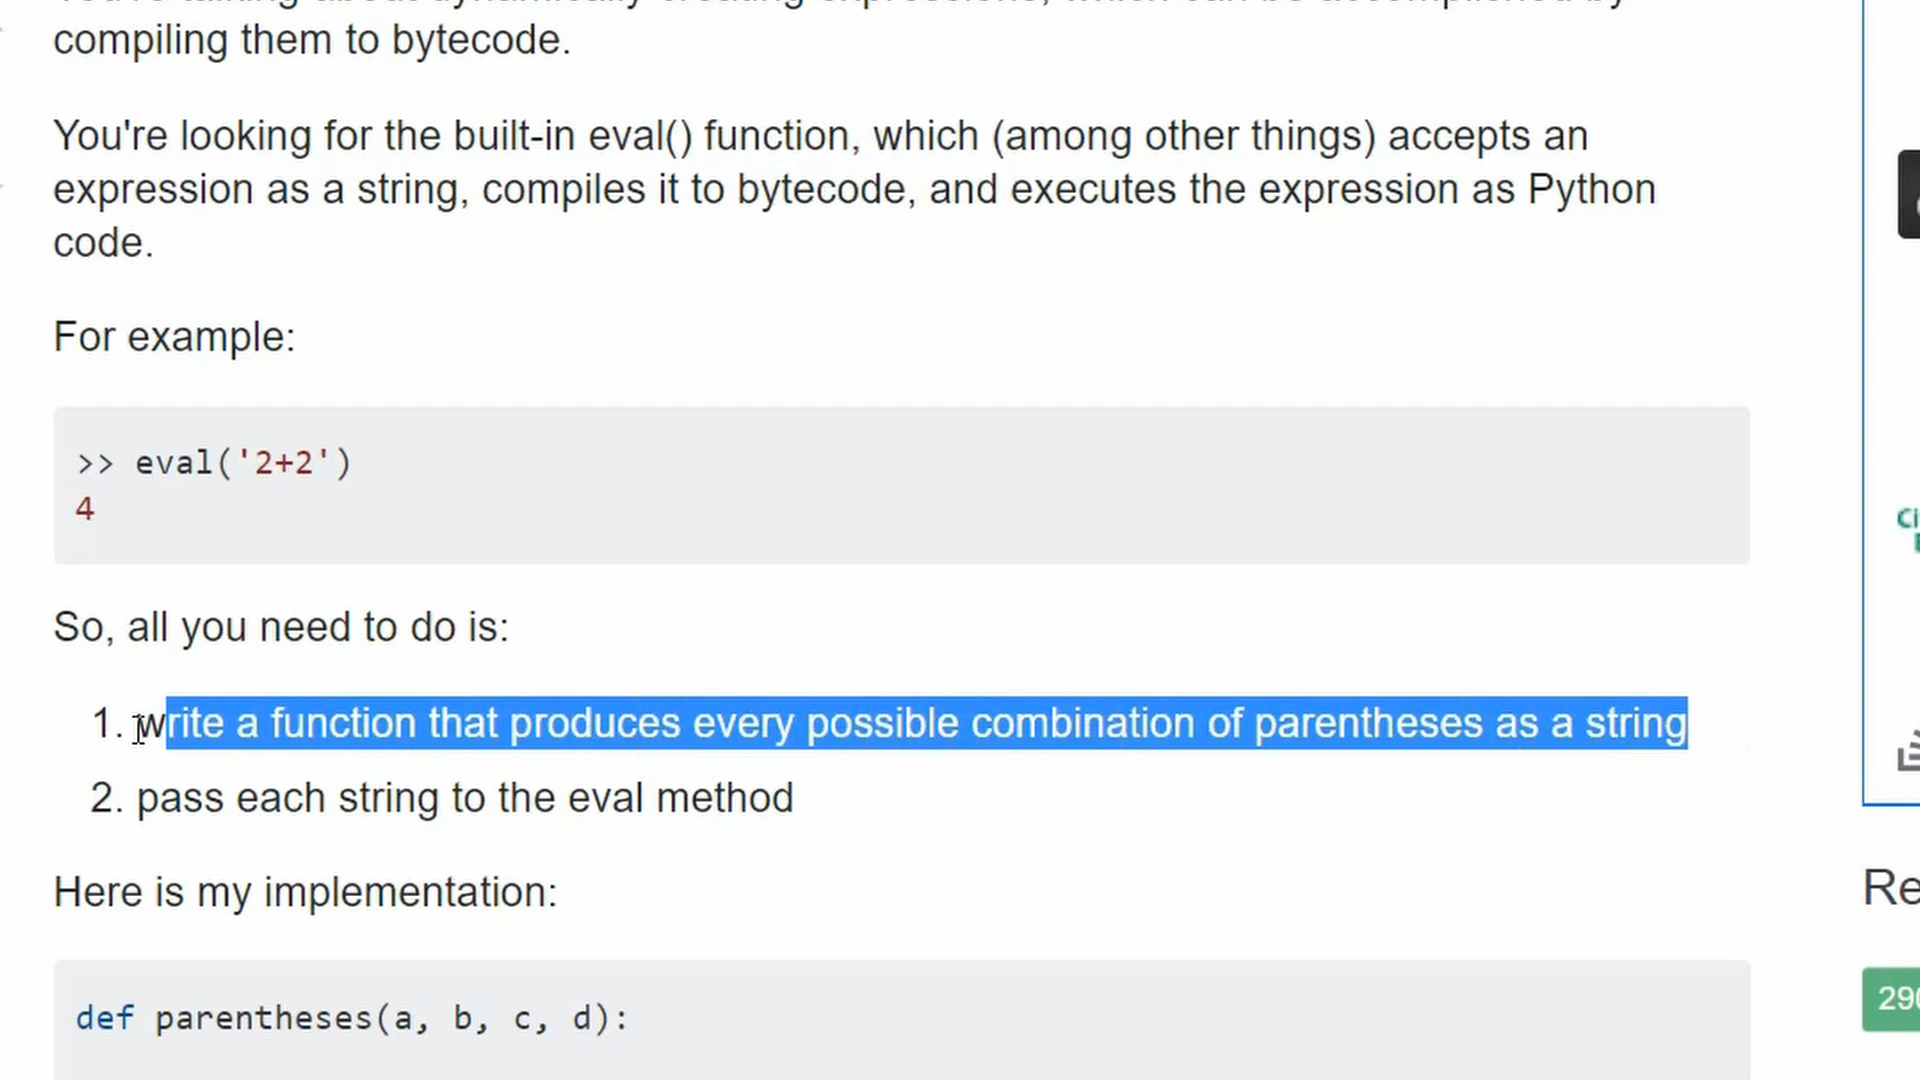 compiling them to bytecode.
You're looking for the built-in eval() function, which (among other things) accepts an
expression as a string, compiles it to bytecode, and executes the expression as Python
code.
For example:
>> eval('2+2')
4
So, all you need to do is:
1. write a function that produces every possible combination of parentheses as a string
2. pass each string to the eval method
Here is my implementation:
def parentheses(a, b, c, d):